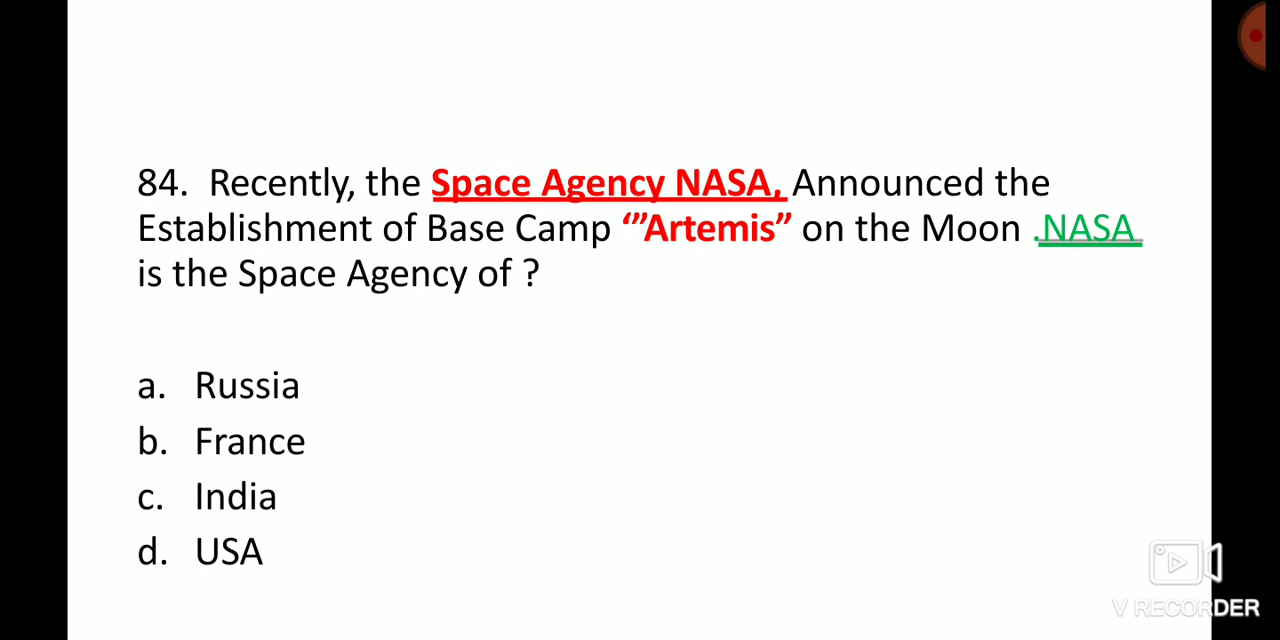 84. Recently, the Space Agency NASA, Announced the
Establishment of Base Camp ‘”Artemis” on the Moon .NASA
is the Space Agency of ?
a. Russia
b. France
c. India
d. USA
V RECORDER